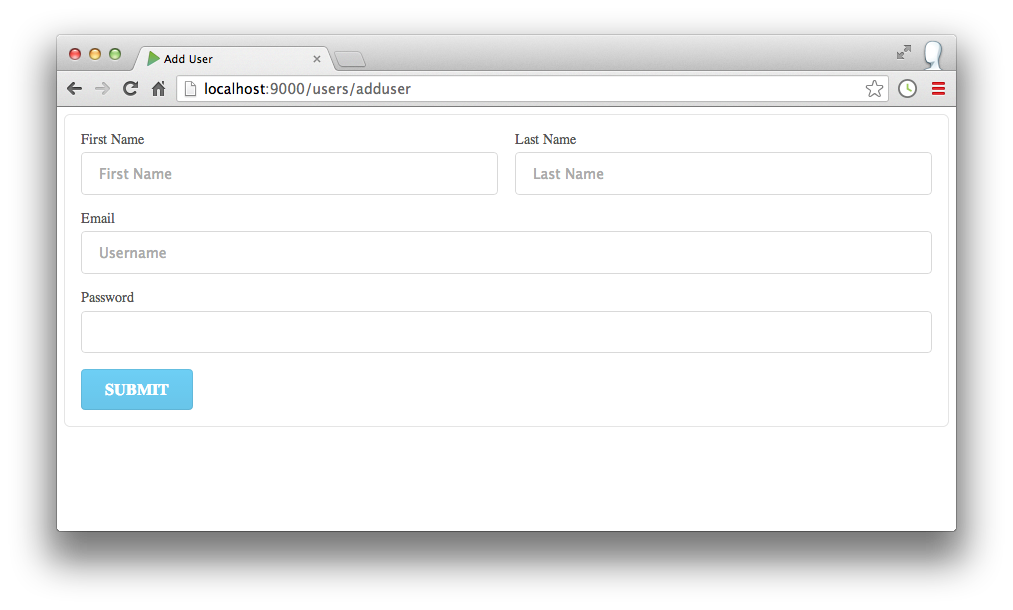 Add User
localhost:9000/users/adduser
First Name Last Name
First Name Last Name
Email
Username
Password
SUBMIT